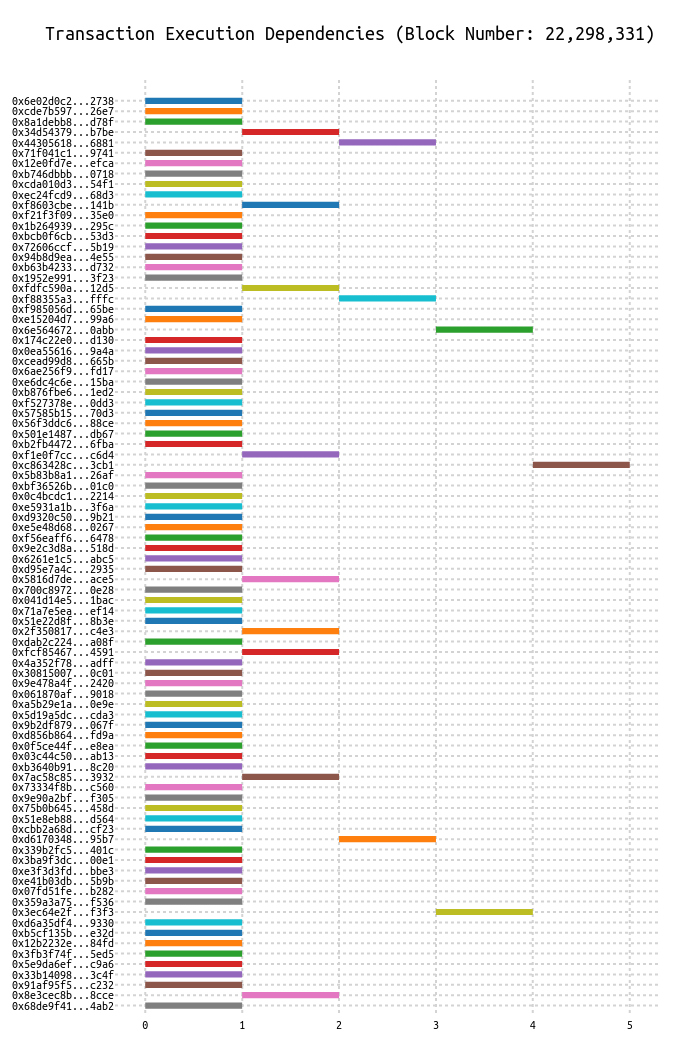 Transaction Execution Dependencies (Block Number: 22,298,331)
0x6e02d0c2...2738
0xcde7b597...26e7
0x8a1debb8...d78f
0x34d54379...b7be
0x44305618...6881
0x71f041c1...9741
0x12e0fd7e...efca
0xb746dbbb...0718
0xcda010d3...54f1
0xec24fcd9...68d3
0xf8603cbe...141b
0xf21f3f09...35e0
0x1b264939...295c
0xbcb0f6cb...53d3
0x72606ccf...5b19
0x94b8d9ea...4e55
0xb63b4233...d732
0x1952e991...3f23
0xfdfc590a...12d5
0xf88355a3...fffc
0xf985056d...65be
0xe15204d7...99a6
0x6e564672...0abb
0x174c22e0...d130
0x0ea55616...9a4a
0xcead99d8...665b
0x6ae256f9...fd17
0xe6dc4c6e...15ba
0xb876fbe6...1ed2
0xf527378e...0dd3
0x57585b15...70d3
0x56f3ddc6...88ce
0x501e1487...db67
0xb2fb4472...6fba
0xf1e0f7cc...c6d4
0xc863428c...3cb1
0x5b83b8a1...26af
0xbf36526b...01c0
0x0c4bcdc1...2214
0xe5931a1b...3f6a
0xd9320c50...9b21
0xe5e48d68...0267
0xf56eaff6...6478
0x9e2c3d8a...518d
0x6261e1c5...abc5
0xd95e7a4c...2935
0x5816d7de...ace5
0x700c8972...0e28
0x041d14e5...1bac
0x71a7e5ea...ef14
0x51e22d8f...8b3e
0x2f350817...c4e3
0xdab2c224...a08f
0xfcf85467...4591
0x4a352f78...adff
0x30815007...0c01
0x9e478a4f...2420
0x061870af...9018
0xa5b29e1a...0e9e
0x5d19a5dc...cda3
0x9b2df879...067f
0xd856b864...fd9a
0x0f5ce44f...e8ea
0x03c44c50...ab13
0xb3640b91...8c20
0x7ac58c85...3932
0x73334f8b...c560
0x9e90a2bf...f305
0x75b0b645...458d
0x51e8eb88...d564
0xcbb2a68d...cf23
0xd6170348...95b7
0x339b2fc5...401c
0x3ba9f3dc...00e1
0xe3f3d3fd...bbe3
0xe41b03db...5b9b
0x07fd51fe...b282
0x359a3a75...f536
0x3ec64e2f...f3f3
0xd6a35df4...9330
0xb5cf135b...e32d
0x12b2232e...84fd
0x3fb3f74f...5ed5
0x5e9da6ef...c9a6
0x33b14098...3c4f
0x91af95f5...c232
0x8e3cec8b...8cce
0x68de9f41...4ab2
0 1 2 3 4 5